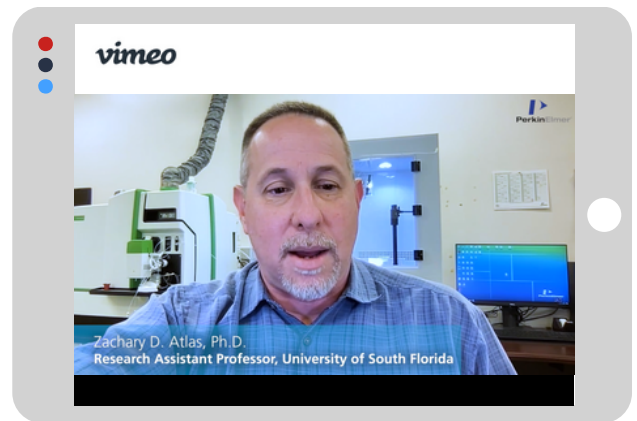 vimeo
PerkinElmer
Zachary D. Atlas, Ph.D.
Research Assistant Professor, University of South Florida